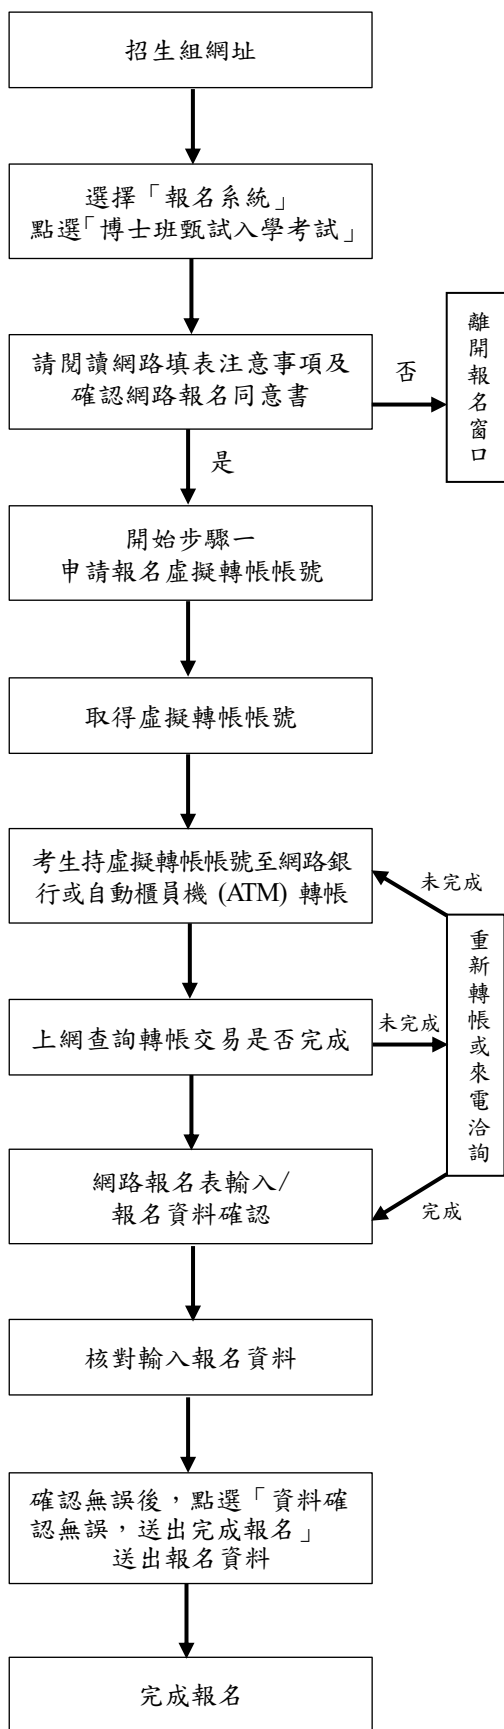 招生組網址
選擇「報名系統」
點選「博士班甄試入學考試」
請閱讀網路填表注意事項及
確認網路報名同意書
否
離開報名窗口
是
開始步驟一
申請報名虛擬轉帳帳號
取得虛擬轉帳帳號
考生持虛擬轉帳帳號至網路銀
行或自動櫃員機 (ATM) 轉帳
未完成
重新轉帳或來電洽詢
上網查詢轉帳交易是否完成
未完成
網路報名表輸入/
報名資料確認
完成
核對輸入報名資料
確認無誤後，點選「資料確
認無誤，送出完成報名」
送出報名資料
完成報名